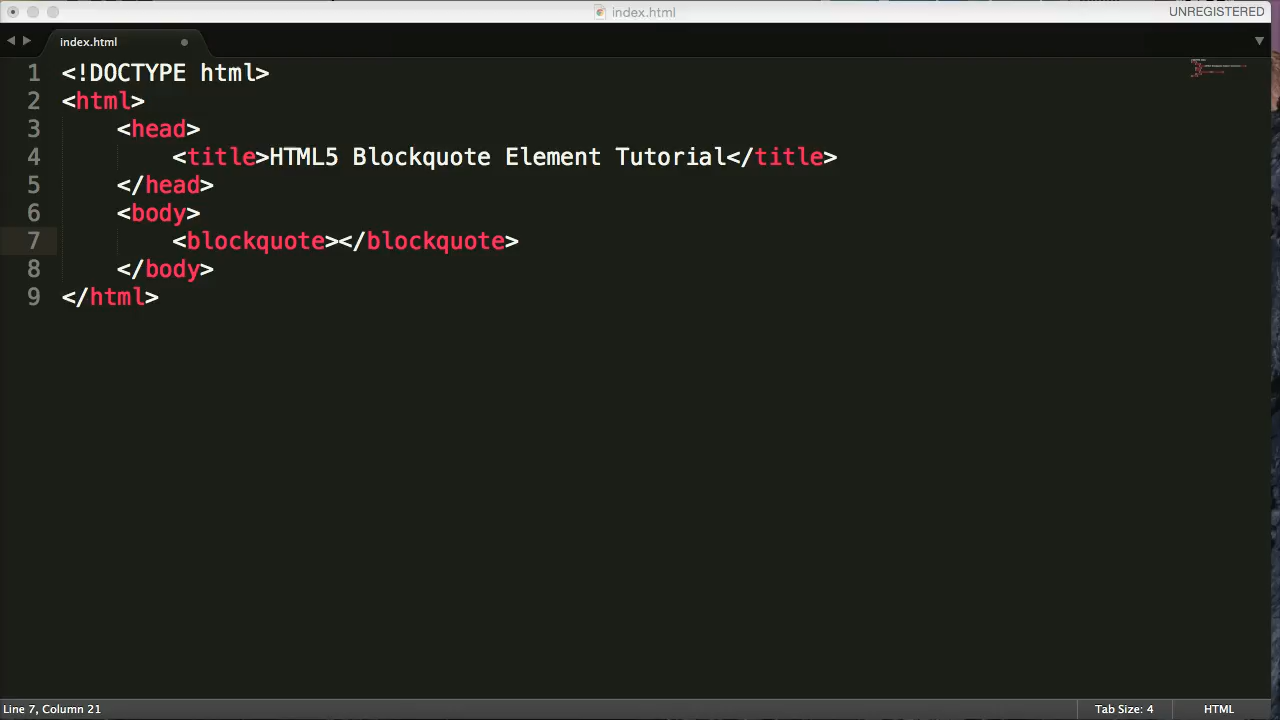 index.html
UNREGISTERED
index.html
1 <!DOCTYPE html>
2 <html>
3 <head>
4 <title>HTML5 Blockquote Element Tutorial</title>
5 </head>
6 <body>
7 <blockquote></blockquote>
8 </body>
9 </html>
Line 7, Column 21
Tab Size: 4
HTML